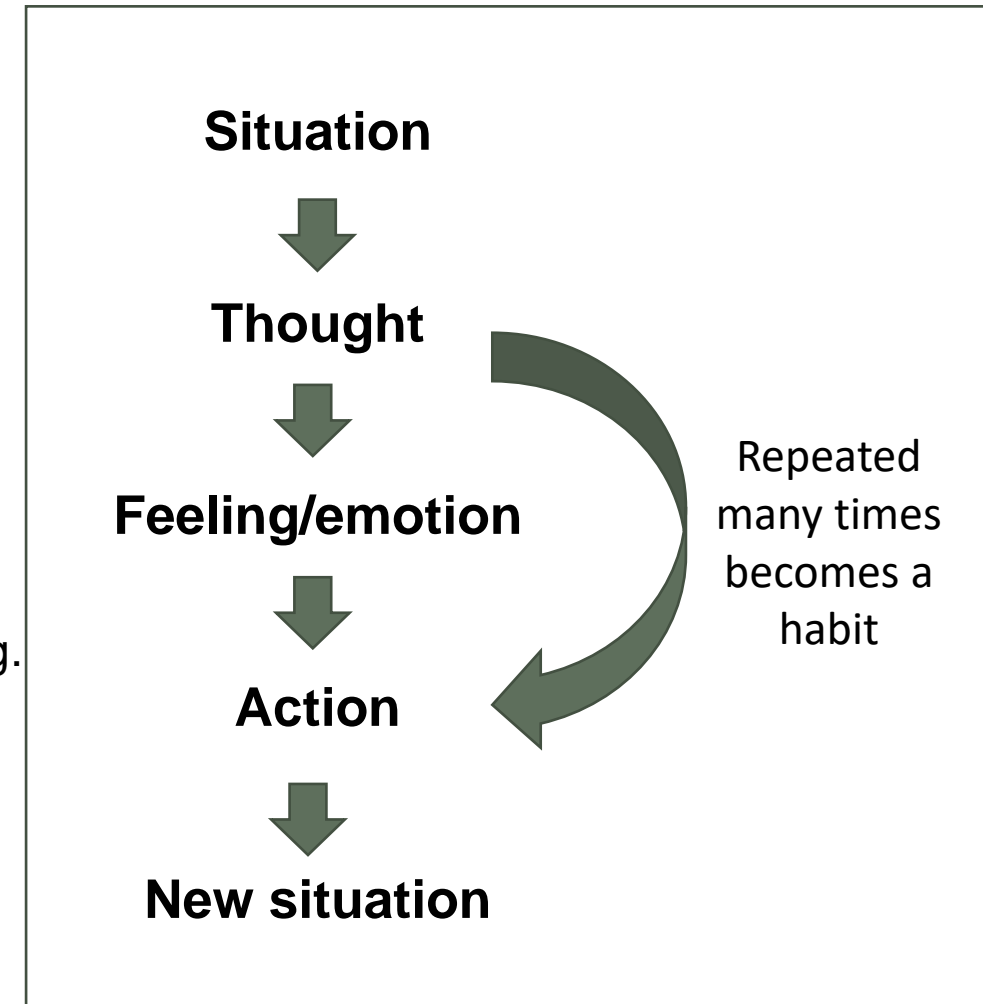 Situation
Thought
Repeated
many times
becomes a
habit
Feeling/emotion
g.
Action
New situation